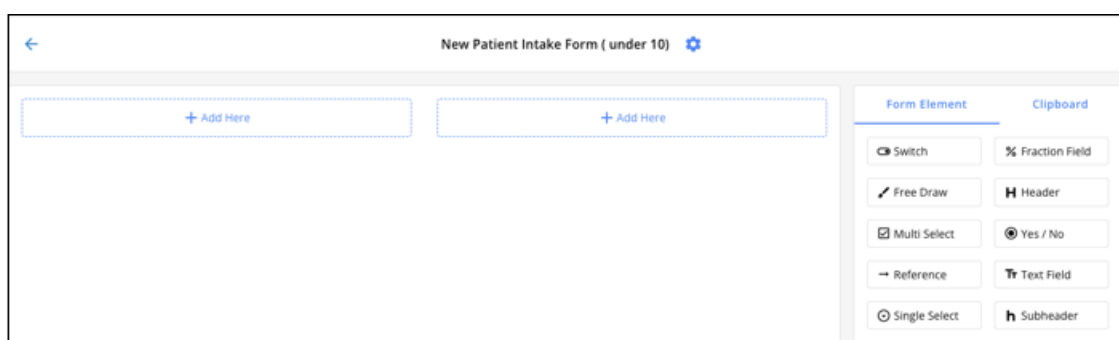 New Patient Intake Form ( under 10)
+ Add Here
+ Add Here
Form Element
Clipboard
Switch
% Fraction Field
Free Draw
H Header
Multi Select
Yes / No
Reference
Tr Text Field
Single Select
h Subheader